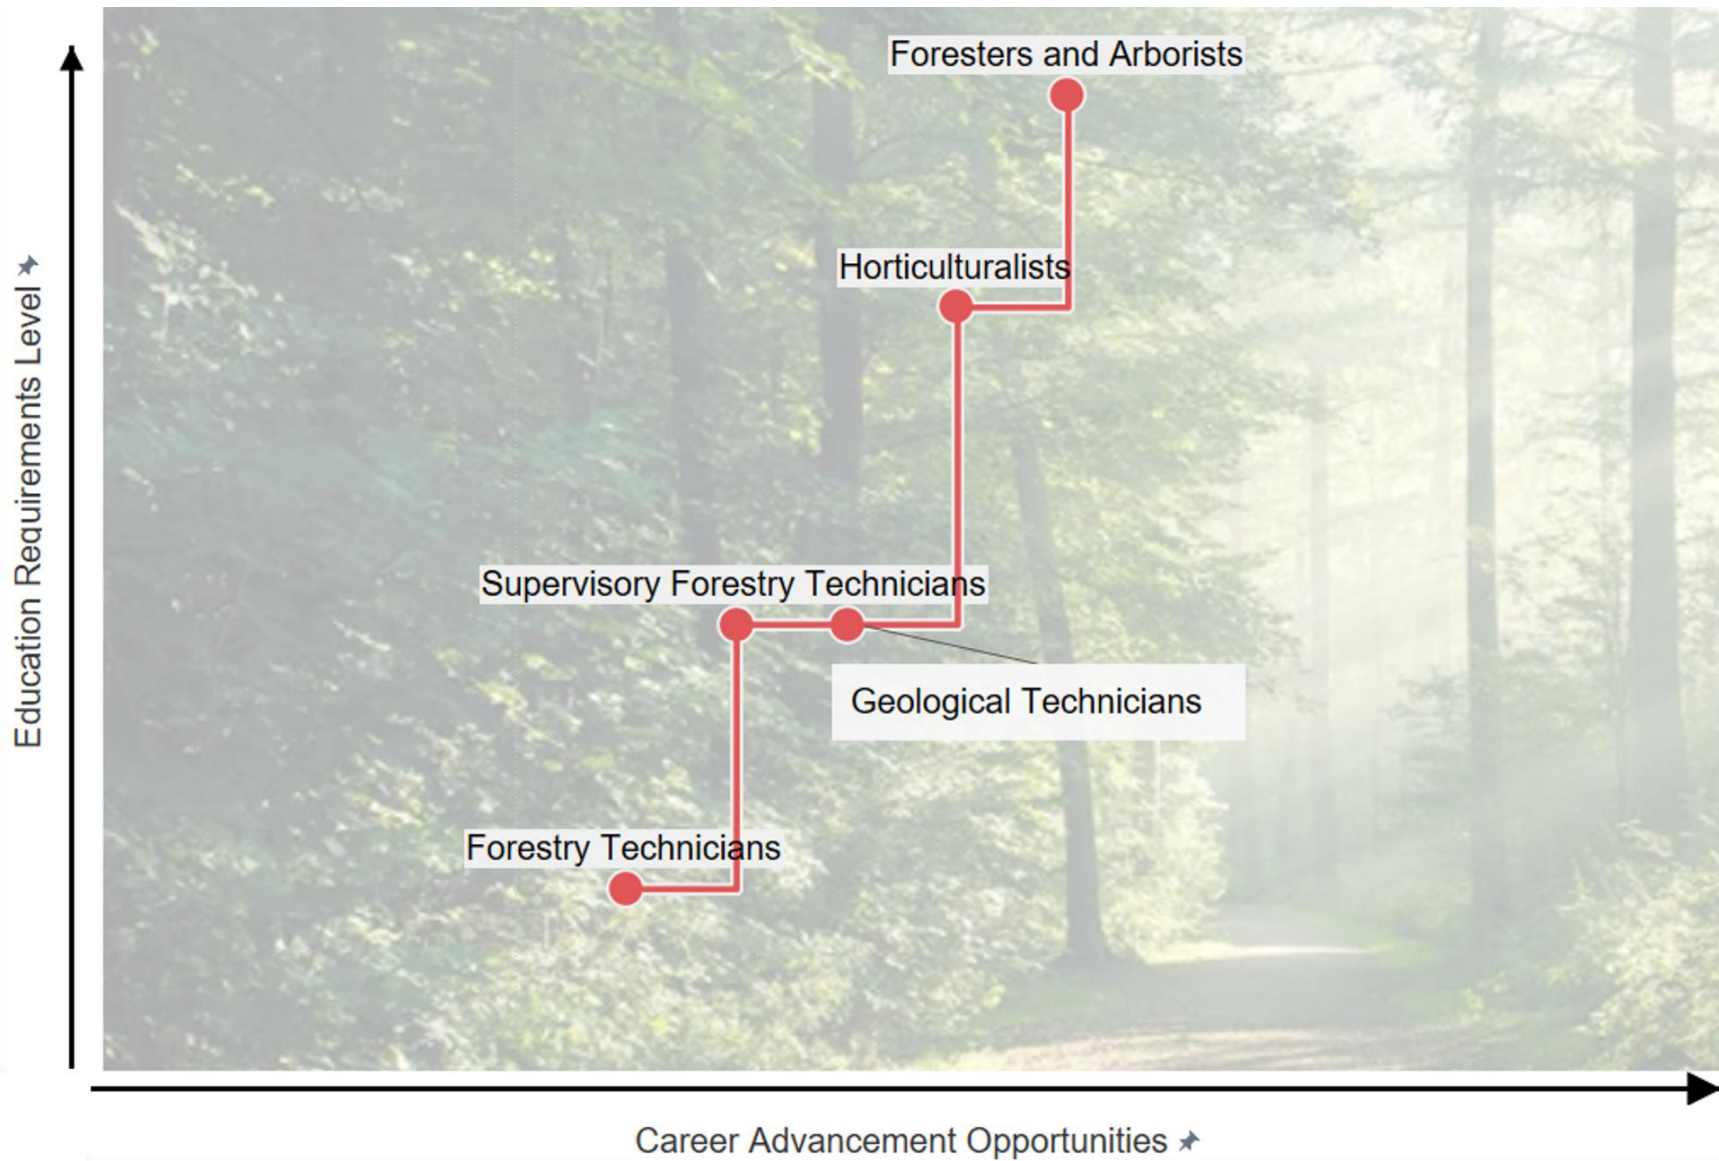 Foresters and Arborists
Horticulturalists
Supervisory Forestry Technicians
Geological Technicians
Forestry Technicians
Education Requirements Level
Career Advancement Opportunities